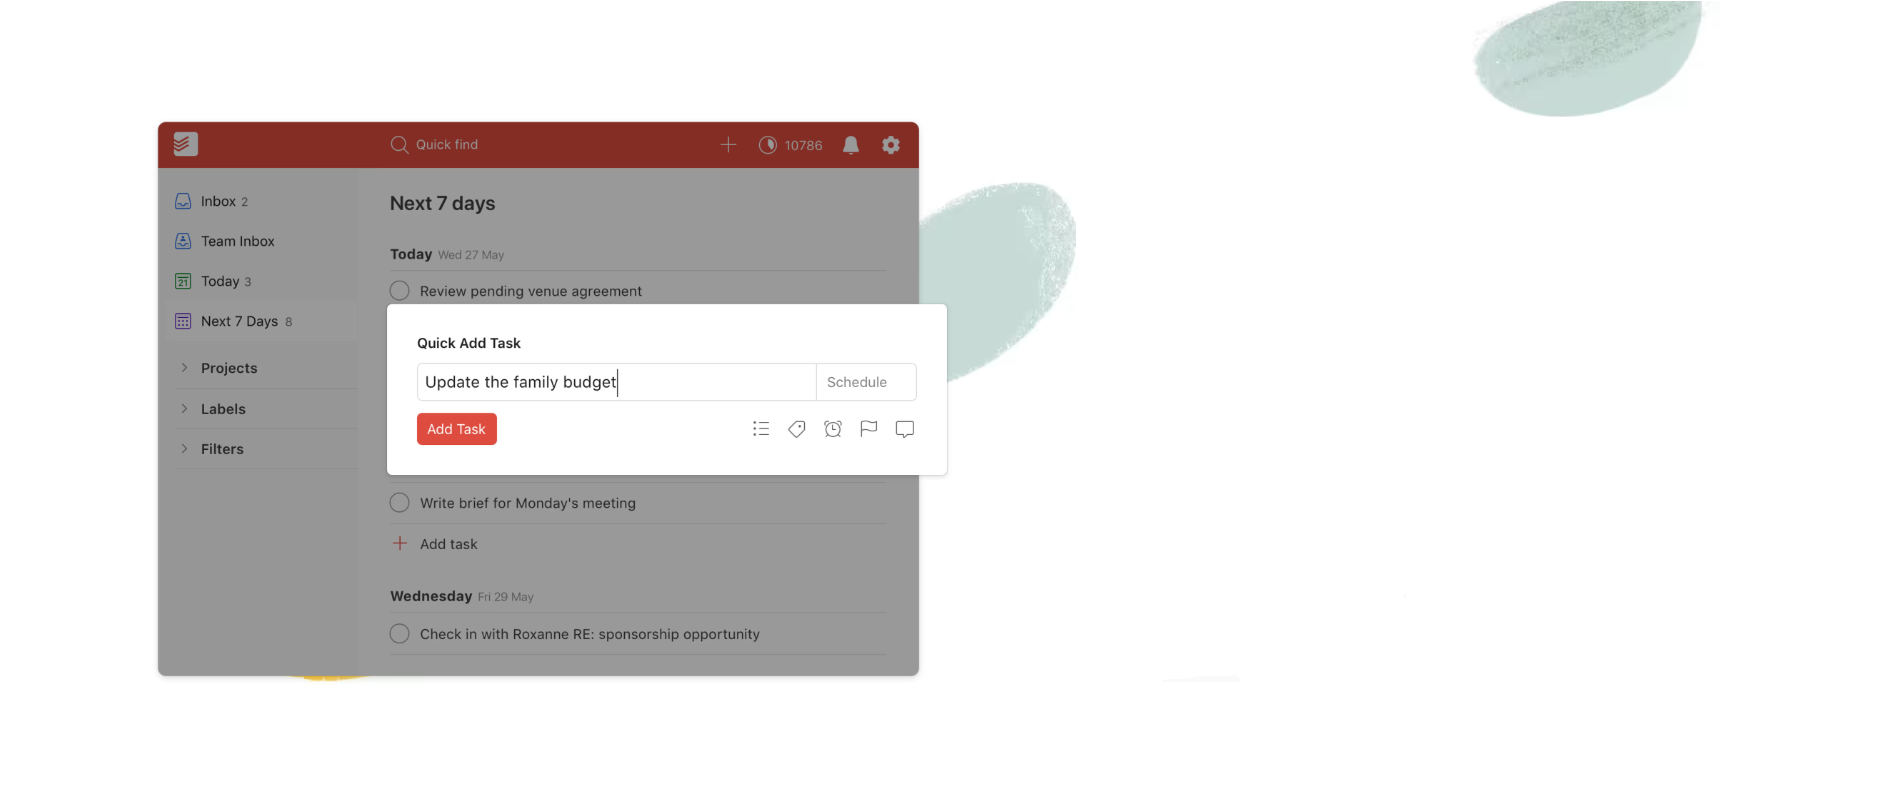 Quick find
10786
Inbox 2
Team Inbox
21
Today 3
Next 7 Days 8
Projects
Labels
Filters
Next 7 days
Today Wed 27 May
Review pending venue agreement
Quick Add Task
Update the family budget
Schedule
Add Task
Write brief for Monday's meeting
Add task
Wednesday Fri 29 May
Check in with Roxanne RE: sponsorship opportunity